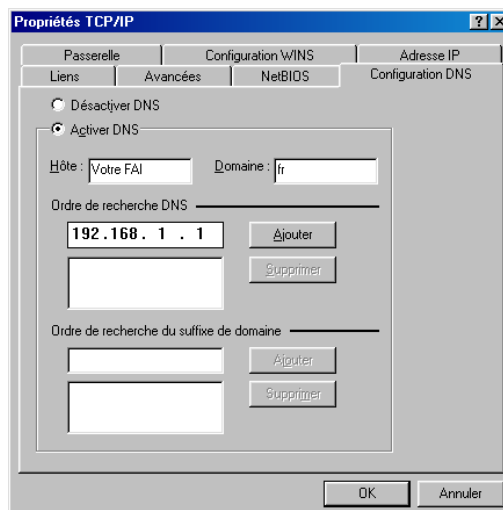 Propriétés TCP/IP
Passerelle Configuration WINS Adresse IP
Liens Avancées NetBIOS Configuration DNS
Désactiver DNS
Activer DNS
Hôte : Votre FAI Domaine : fr
Ordre de recherche DNS
192.168. 1 . 1 Ajouter
Supprimer
Ordre de recherche du suffixe de domaine
Ajouter
Supprimer
OK Annuler